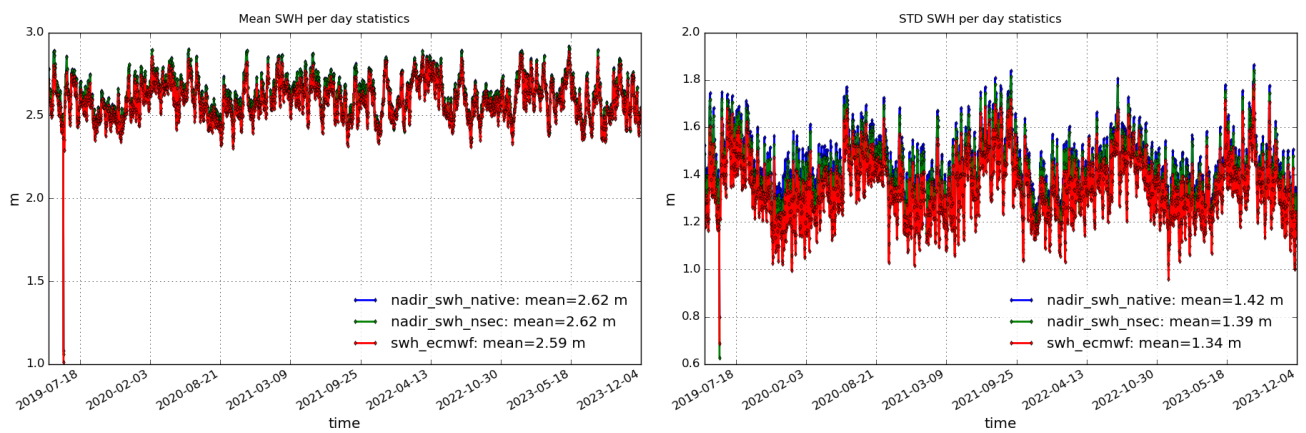 Mean SWH per day statistics
3.0
2.5
2.0
1.5
1.0
m
nadir_swh_native: mean=2.62 m
nadir_swh_nsec: mean=2.62 m
swh_ecmwf: mean=2.59 m
2019-07-18
2020-02-03
2020-08-21
2021-03-09
2021-09-25
2022-04-13
2022-10-30
2023-05-18
2023-12-04
time
STD SWH per day statistics
2.0
1.8
1.6
1.4
1.2
1.0
0.8
0.6
m
nadir_swh_native: mean=1.42 m
nadir_swh_nsec: mean=1.39 m
swh_ecmwf: mean=1.34 m
2019-07-18
2020-02-03
2020-08-21
2021-03-09
2021-09-25
2022-04-13
2022-10-30
2023-05-18
2023-12-04
time